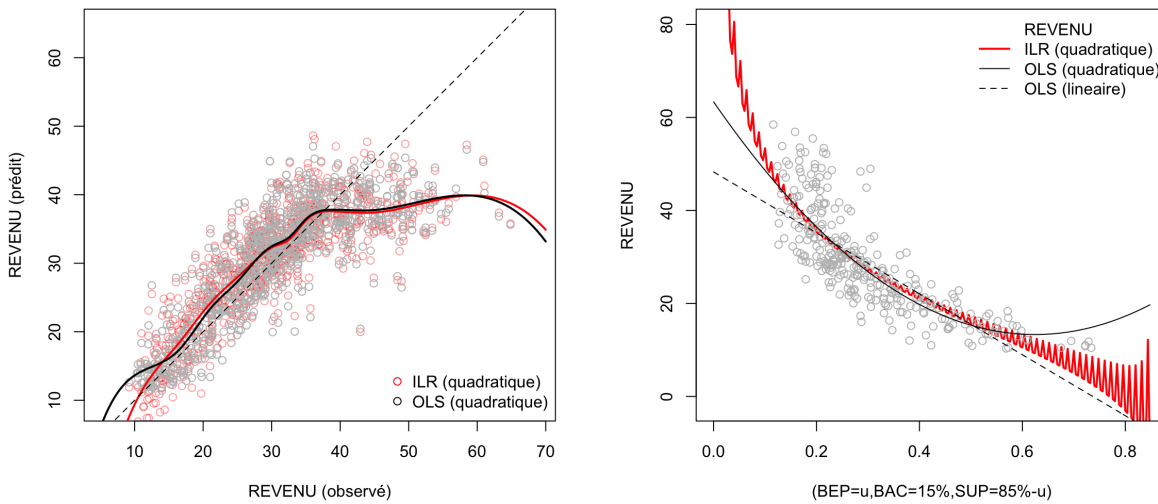 REVENU (prédit)
60
50
40
30
20
10
ILR (quadratique)
OLS (quadratique)
10 20 30 40 50 60 70
REVENU (observé)
REVENU
80
60
40
20
0
REVENU
ILR (quadratique)
OLS (quadratique)
OLS (lineaire)
0.0 0.2 0.4 0.6 0.8
(BEP=u,BAC=15%,SUP=85%-u)